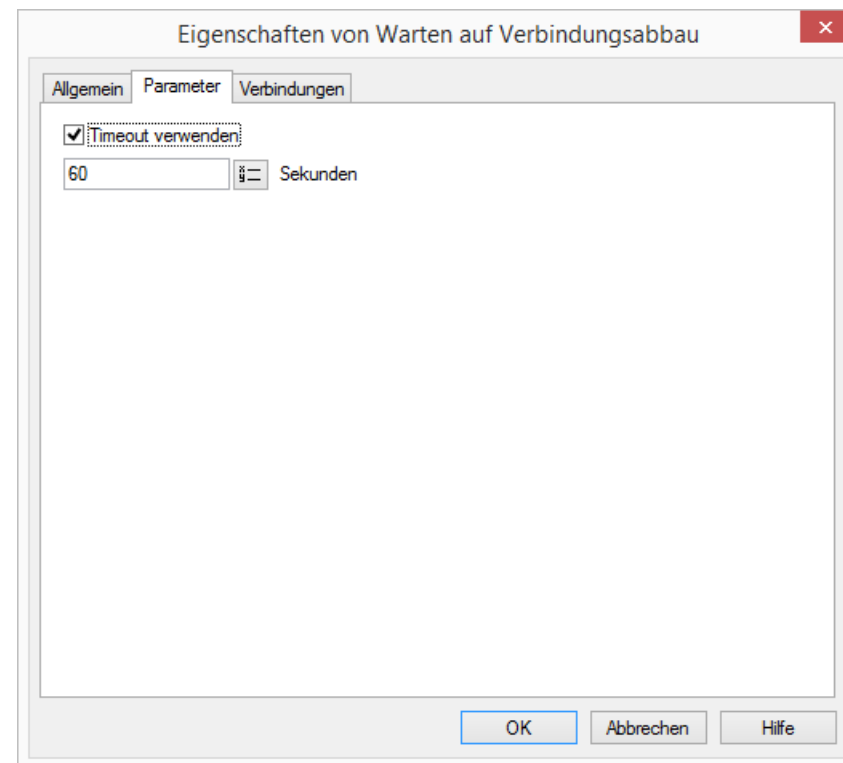 Eigenschaften von Warten auf Verbindungsabbau
Allgemein Parameter Verbindungen
Timeout verwenden
60 Sekunden
OK Abbrechen Hilfe